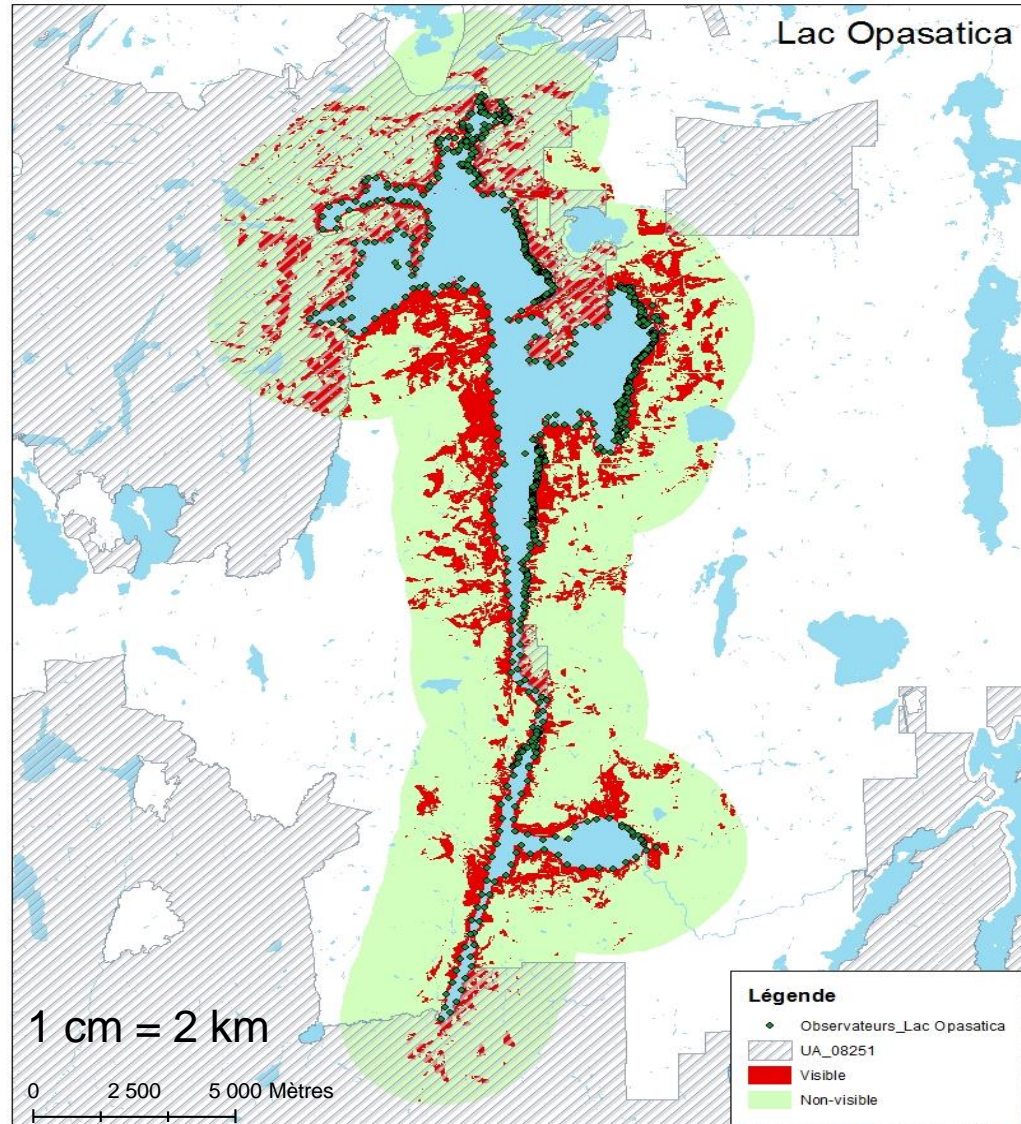 Lac Opasatica
1 cm = 2 km
0 2 500 5 000 Mètres
Légende
Observateurs_Lac Opasatica
UA_08251
Visible
Non-visible